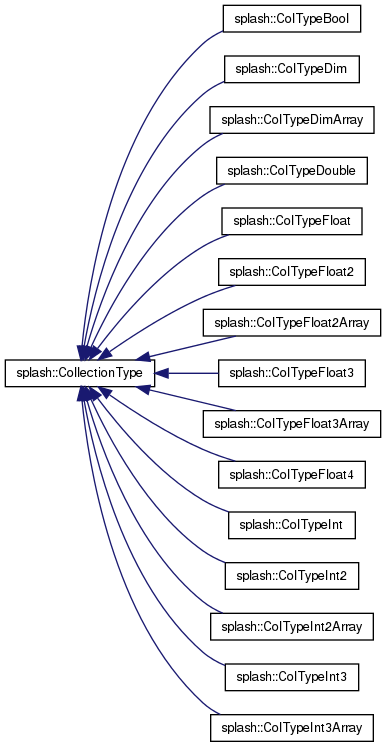 splash::ColTypeBool
splash::ColTypeDim
splash::ColTypeDimArray
splash::ColTypeDouble
splash::ColTypeFloat
splash::ColTypeFloat2
splash::ColTypeFloat2Array
splash::CollectionType
splash::ColTypeFloat3
splash::ColTypeFloat3Array
splash::ColTypeFloat4
splash::ColTypeInt
splash::ColTypeInt2
splash::ColTypeInt2Array
splash::ColTypeInt3
splash::ColTypeInt3Array